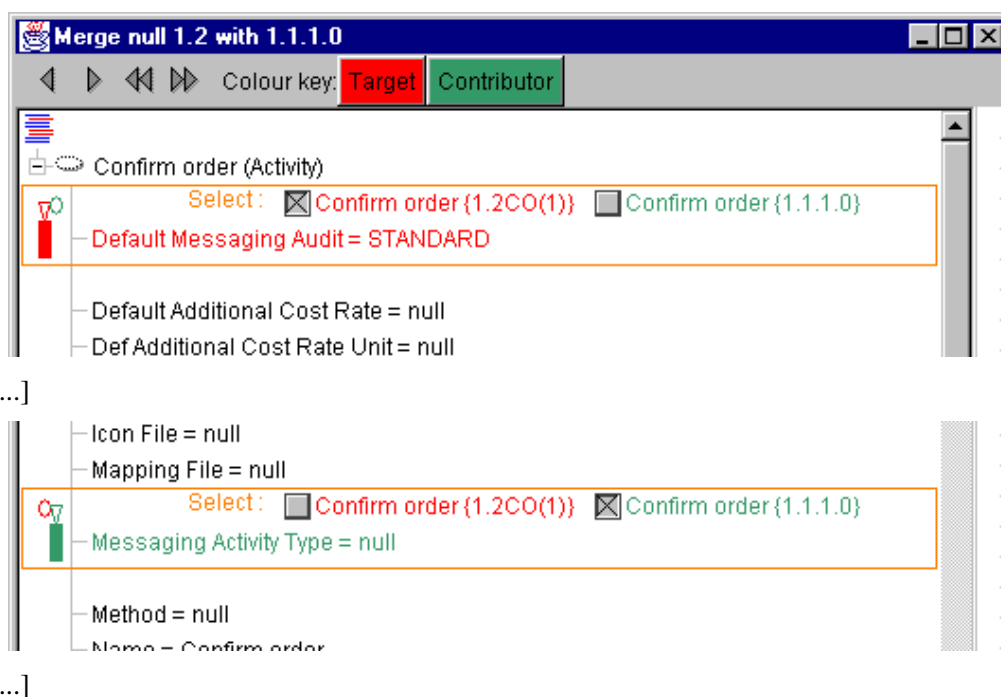 Merge null 1.2 with 1.1.1.0
Colour key: Target Contributor
Confirm order (Activity)
Select : Confirm order {1.2CO(1)} Confirm order {1.1.1.0}
Default Messaging Audit = STANDARD
Default Additional Cost Rate = null
Def Additional Cost Rate Unit = null
...]
Icon File = null
Mapping File = null
Select : Confirm order {1.2CO(1)} Confirm order {1.1.1.0}
Messaging Activity Type = null
Method = null
Name = Confirm order
...]